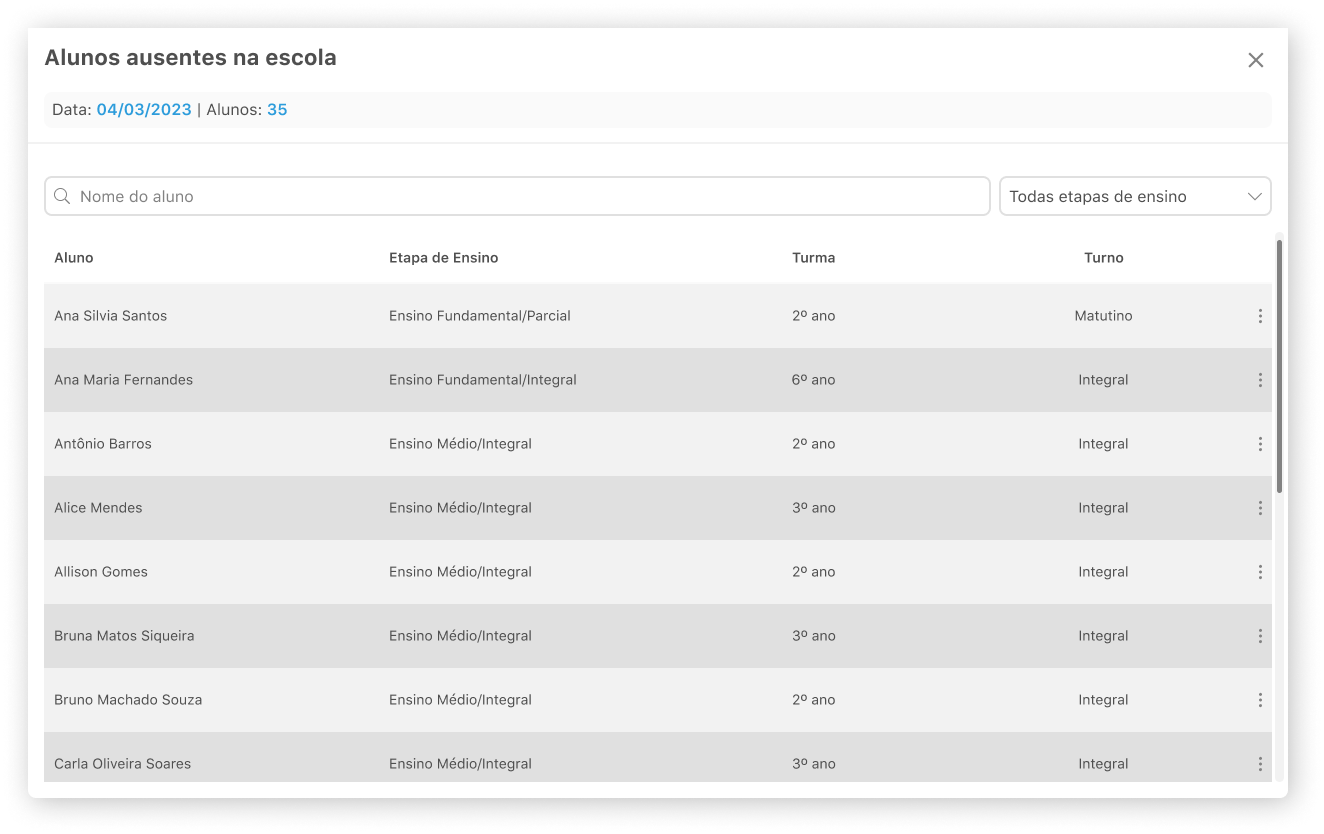 Alunos ausentes na escola
Data: 04/03/2023 | Alunos: 35
Nome do aluno
Todas etapas de ensino
Aluno Etapa de Ensino Turma Turno
Ana Silvia Santos Ensino Fundamental/Parcial 2º ano Matutino
Ana Maria Fernandes Ensino Fundamental/Integral 6º ano Integral
Antônio Barros Ensino Médio/Integral 2º ano Integral
Alice Mendes Ensino Médio/Integral 3º ano Integral
Allison Gomes Ensino Médio/Integral 2º ano Integral
Bruna Matos Siqueira Ensino Médio/Integral 3º ano Integral
Bruno Machado Souza Ensino Médio/Integral 2º ano Integral
Carla Oliveira Soares Ensino Médio/Integral 3º ano Integral